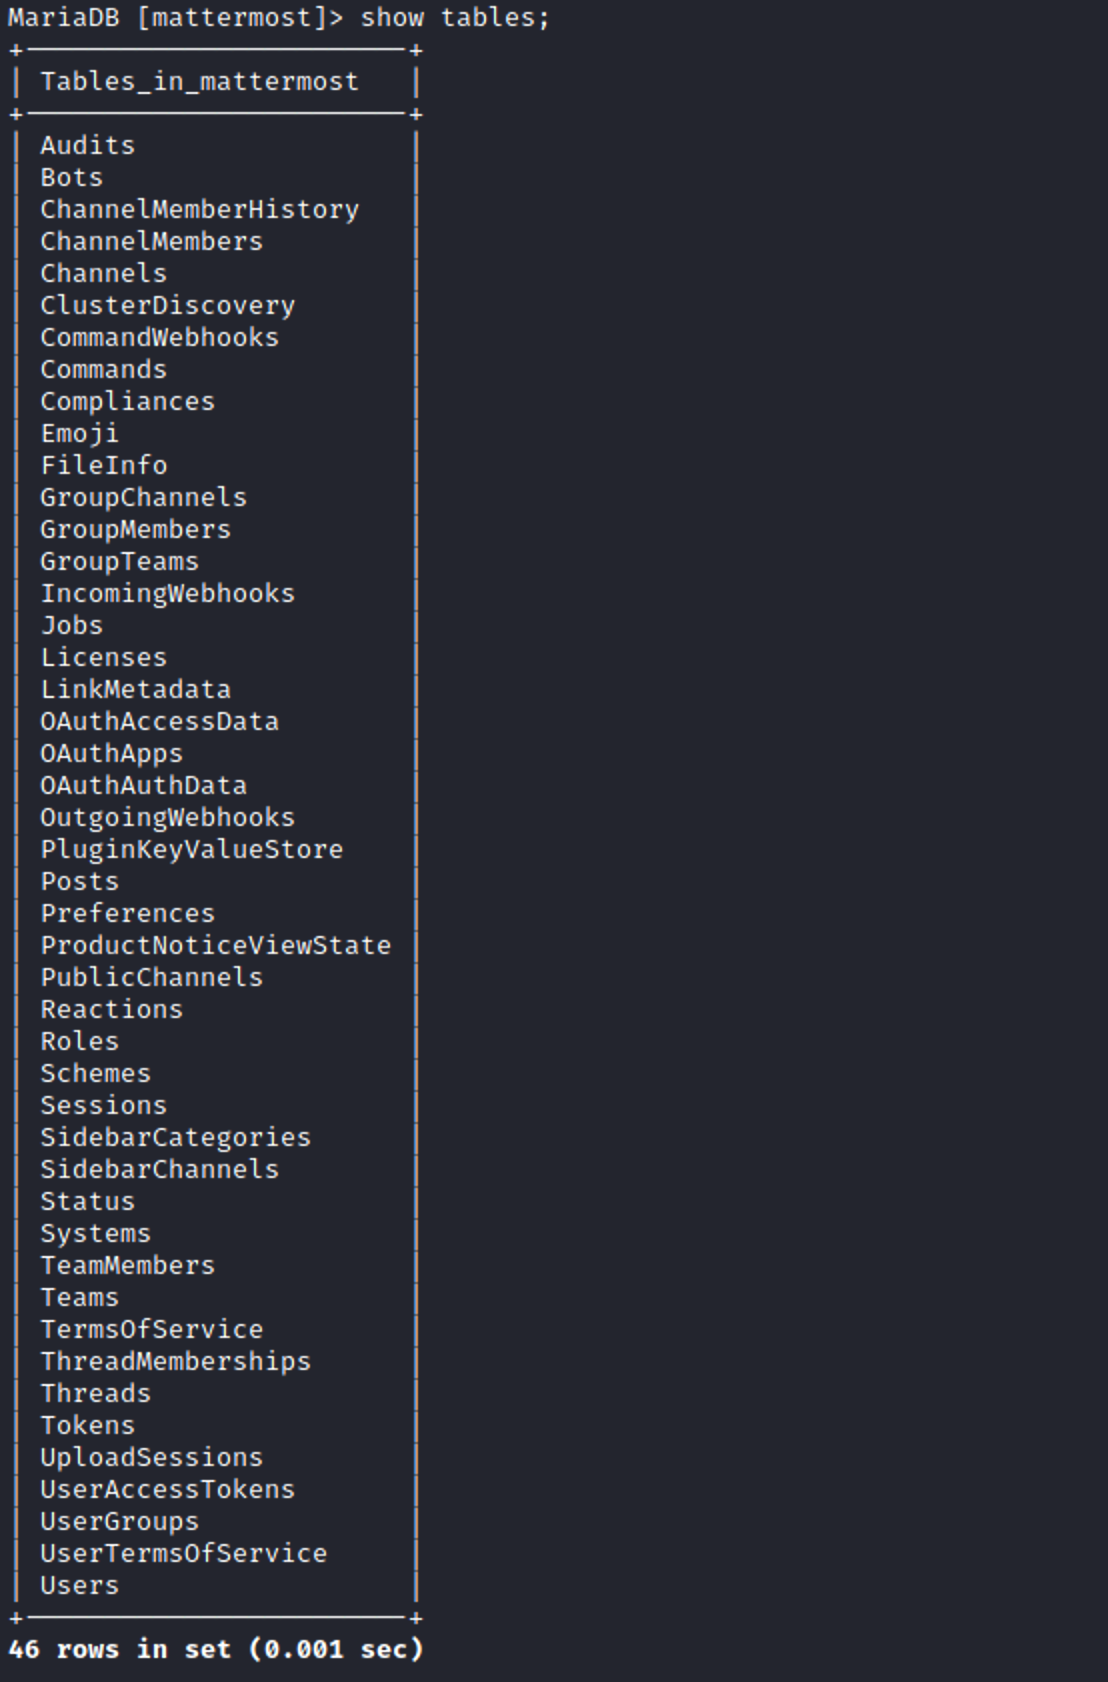 MariaDB [mattermost]> show tables;
+------------------------+
| Tables_in_mattermost   |
+------------------------+
| Audits                 |
| Bots                   |
| ChannelMemberHistory   |
| ChannelMembers         |
| Channels               |
| ClusterDiscovery       |
| CommandWebhooks        |
| Commands               |
| Compliances            |
| Emoji                  |
| FileInfo               |
| GroupChannels          |
| GroupMembers           |
| GroupTeams             |
| IncomingWebhooks       |
| Jobs                   |
| Licenses               |
| LinkMetadata           |
| OAuthAccessData        |
| OAuthApps              |
| OAuthAuthData          |
| OutgoingWebhooks       |
| PluginKeyValueStore    |
| Posts                  |
| Preferences            |
| ProductNoticeViewState |
| PublicChannels         |
| Reactions              |
| Roles                  |
| Schemes                |
| Sessions               |
| SidebarCategories      |
| SidebarChannels        |
| Status                 |
| Systems                |
| TeamMembers            |
| Teams                  |
| TermsOfService         |
| ThreadMemberships      |
| Threads                |
| Tokens                 |
| UploadSessions         |
| UserAccessTokens       |
| UserGroups             |
| UserTermsOfService     |
| Users                  |
+------------------------+
46 rows in set (0.001 sec)